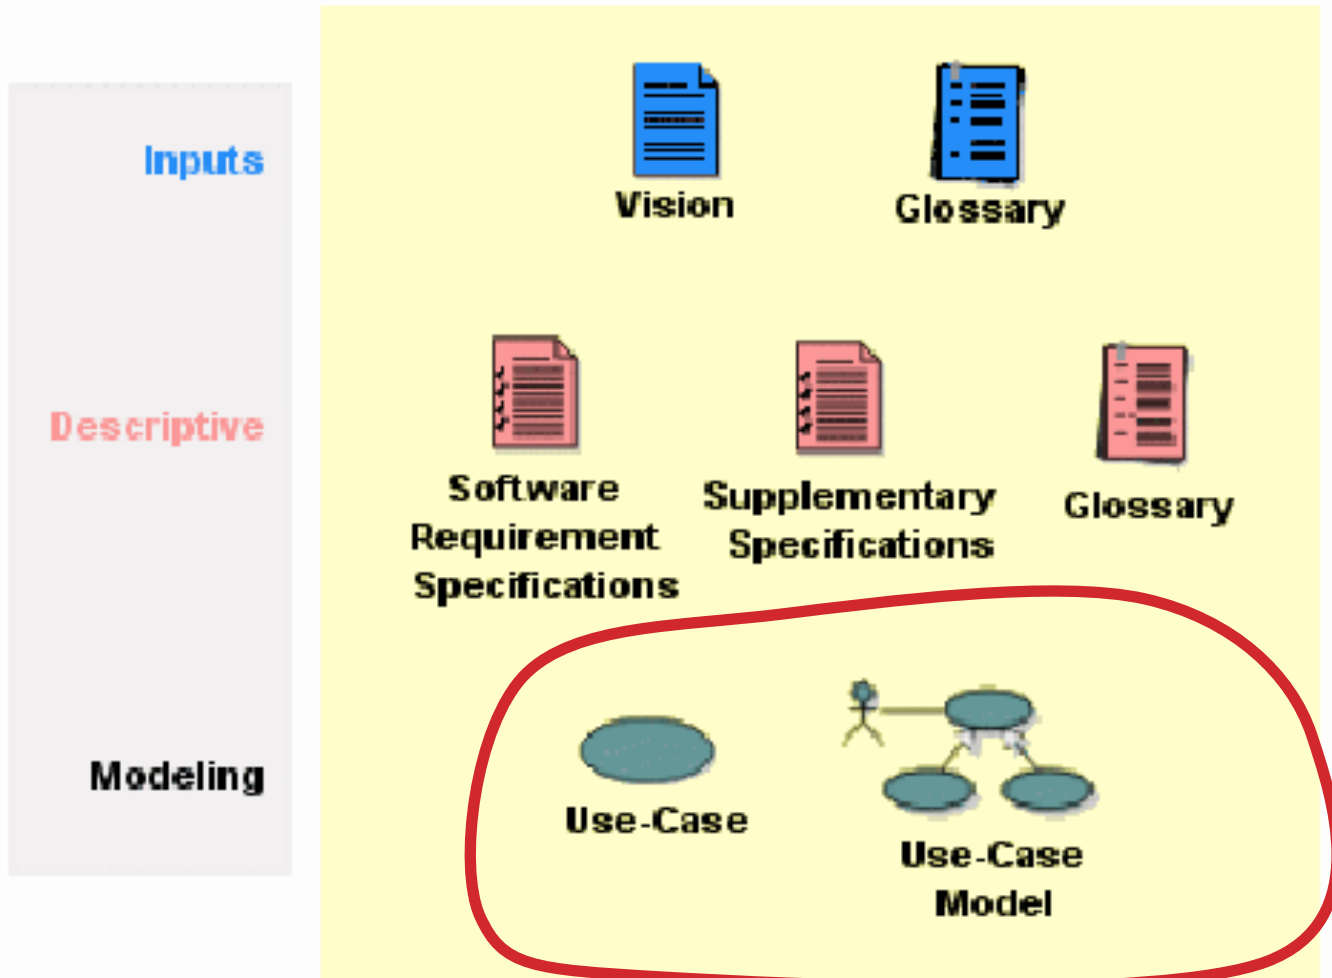 Inputs
Vision
Glossary
Descriptive
Software
Requirement
Specifications
Supplementary
Specifications
Glossary
Modeling
Use-Case
Use-Case
Model